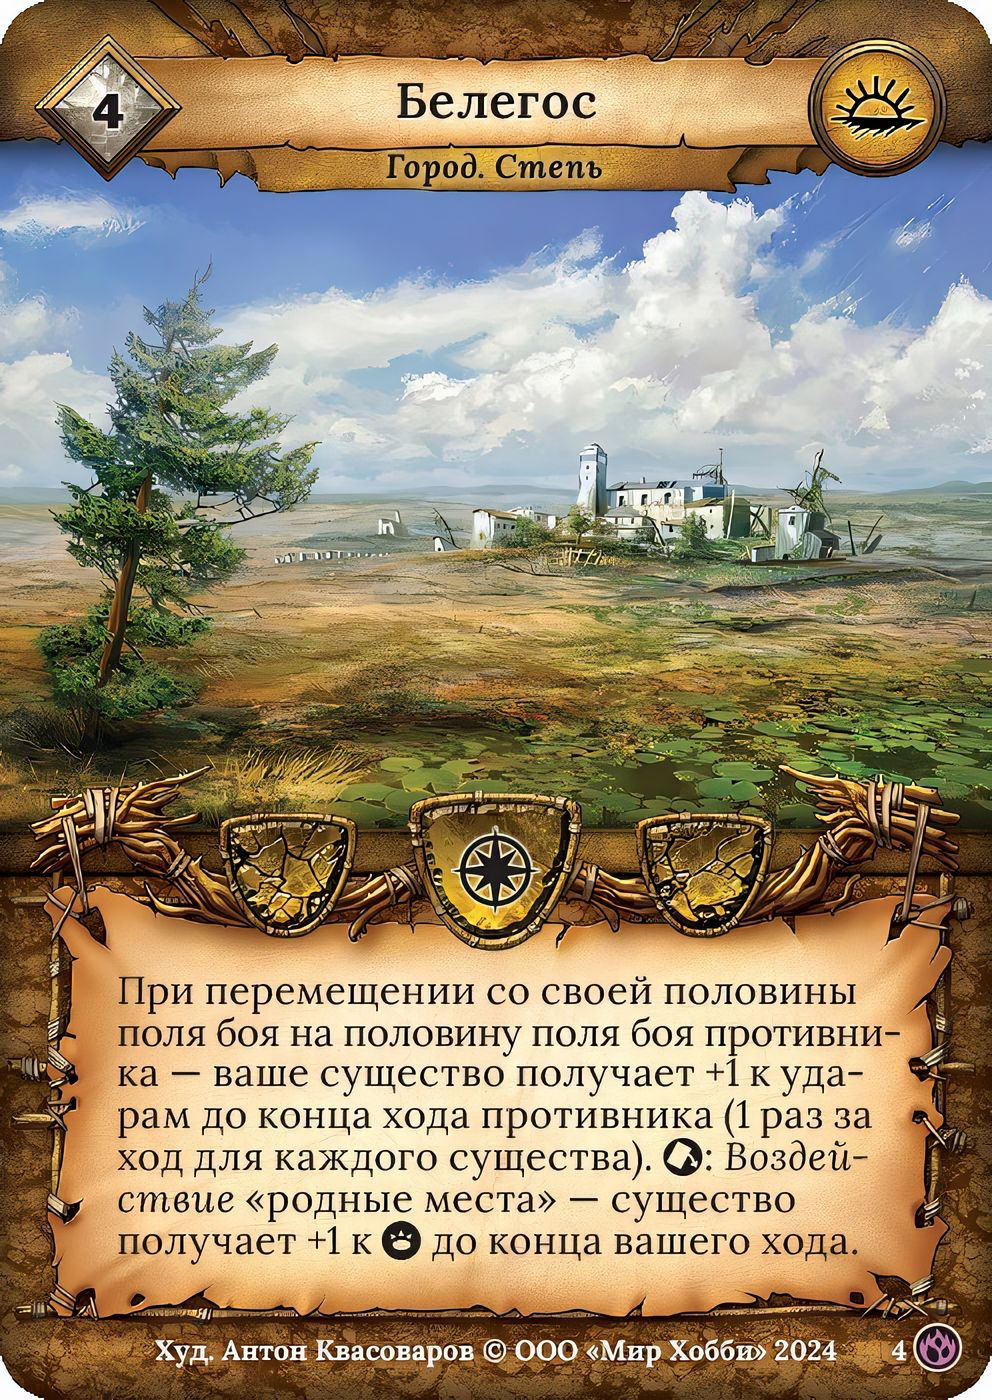 4
Белегос
Город. Степь
При перемещении со своей половины
поля боя на половину поля боя противни-
ка — ваше существо получает +1 к уда-
рам до конца хода противника (1 раз за
ход для каждого существа). : Воздей-
ствие «родные места» — существо
получает +1 к до конца вашего хода.
Худ. Антон Квасоваров © ООО «Мир Хобби» 2024 4